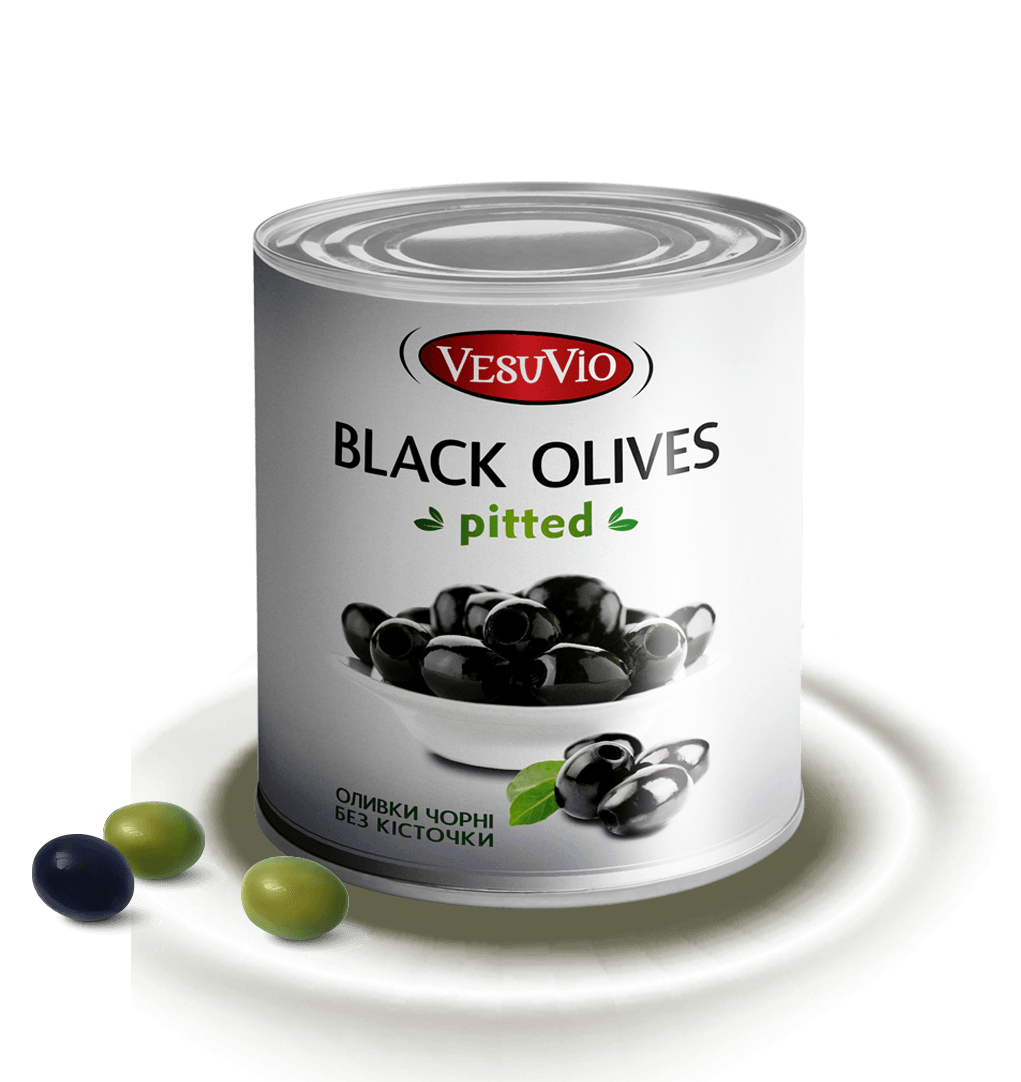 VESUVIO
BLACK OLIVES
pitted
ОЛИВКИ ЧОРНІ
БЕЗ КІСТОЧКИ